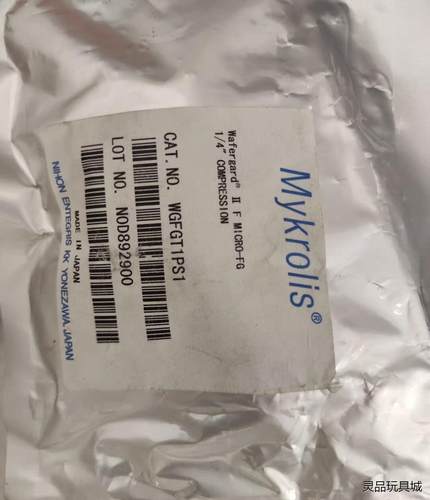 Mykrolis®
Wafergard® II F MICRO-FG
1/4" COMPRESSION
CAT.NO. WGFGT1PS1
LOT NO. NOD892900
MADE IN JAPAN
NIHON ENTEGRIS KK YONEZAWA, JAPAN
灵品玩具城